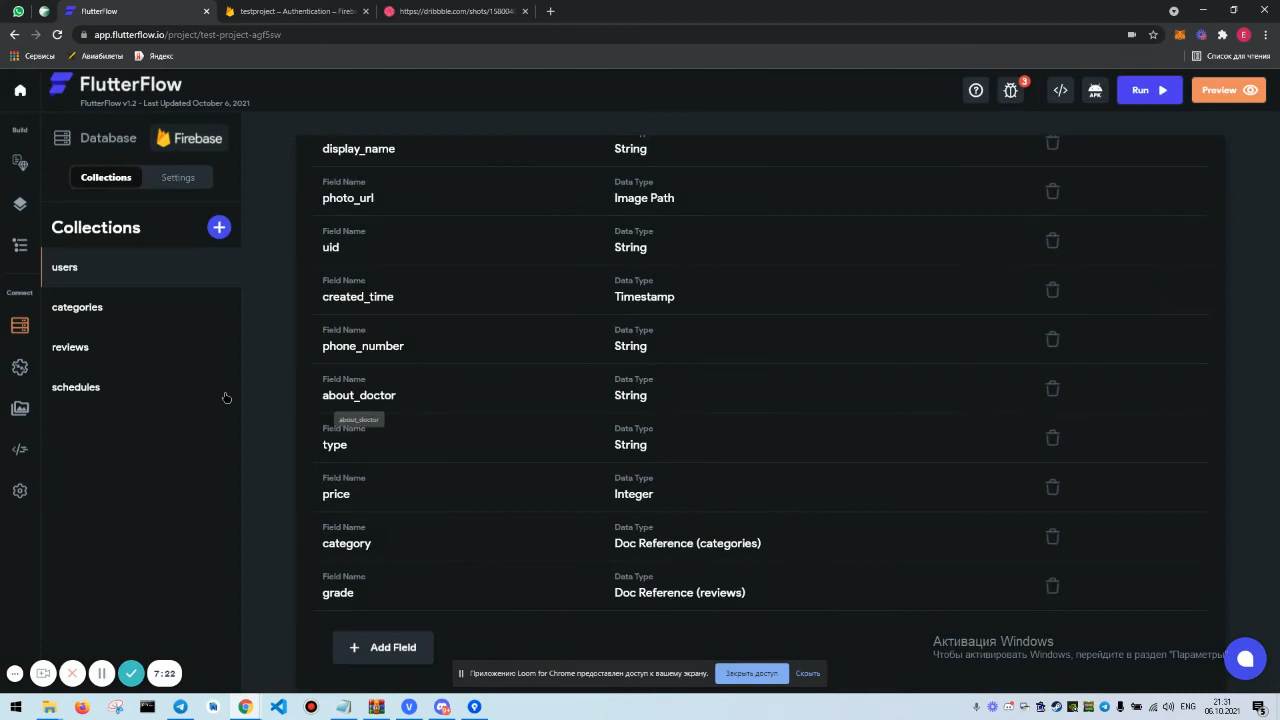 FlutterFlow
testproject – Authentication – Fireb
https://dribbble.com/shots/158004
app.flutterflow.io/project/test-project-agf5sw
Сервисы
Авиабилеты
Яндекс
Список для чтения
FlutterFlow
FlutterFlow v1.2 - Last Updated October 6, 2021
3
APK
Run
Preview
Build
Database
Firebase
Collections
Settings
Collections
users
categories
reviews
schedules
Connect
display_name
String
Field Name
Data Type
photo_url
Image Path
Field Name
Data Type
uid
String
Field Name
Data Type
created_time
Timestamp
Field Name
Data Type
phone_number
String
Field Name
Data Type
about_doctor
String
about_doctor
Field Name
Data Type
type
String
Field Name
Data Type
price
Integer
Field Name
Data Type
category
Doc Reference (categories)
Field Name
Data Type
grade
Doc Reference (reviews)
Add Field
Активация Windows
Чтобы активировать Windows, перейдите в раздел "Параметры
7:22
Приложению Loom for Chrome предоставлен доступ к вашему экрану.
Закрыть доступ
Скрыть
ENG
21:31
06.10.2021
5